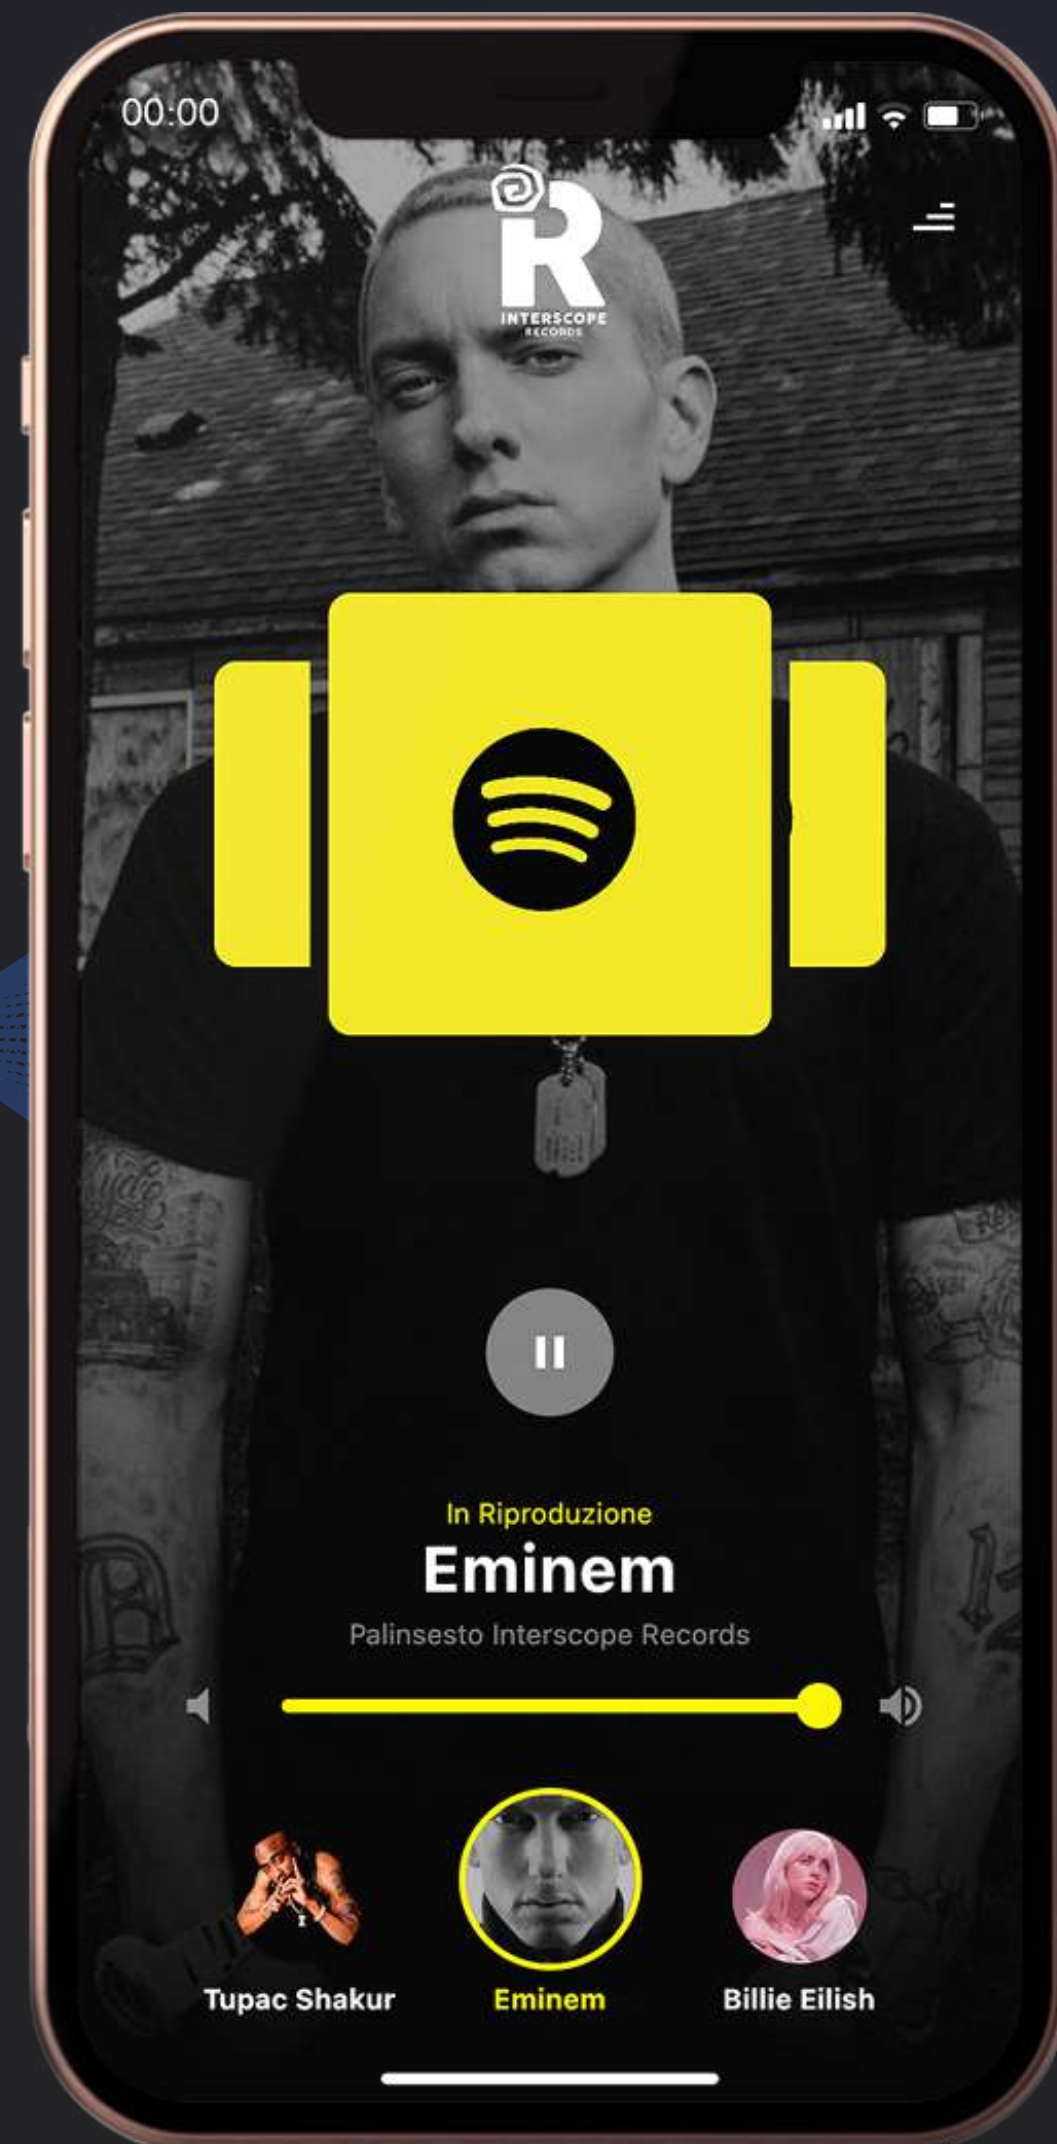 00:00
INTERSCOPE
RECORDS
In Riproduzione
Eminem
Palinsesto Interscope Records
Tupac Shakur
Eminem
Billie Eilish